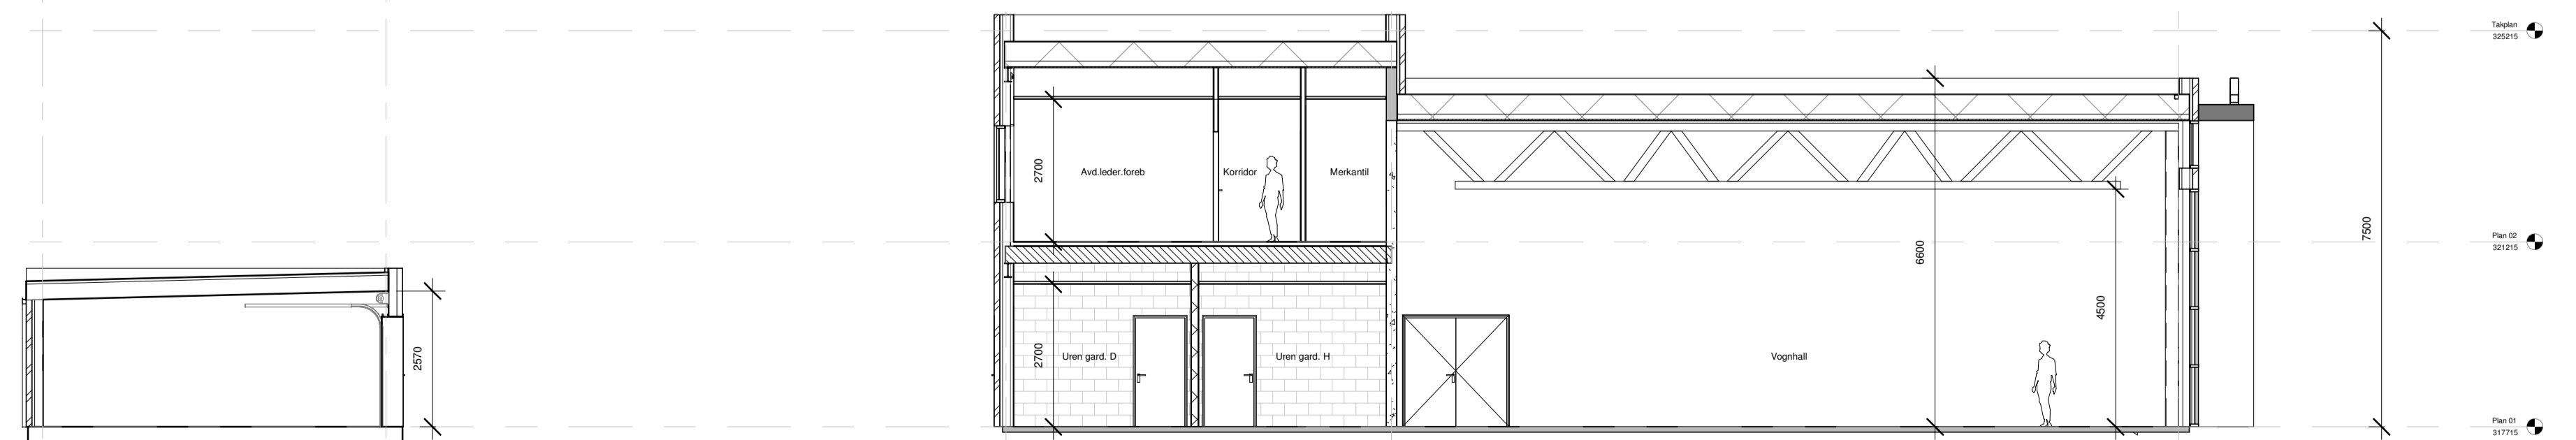 Takplan
325215
2700
Avd.leder.foreb
Korridor
Merkantil
7500
Plan 02
321215
6600
4500
2570
2700
Uren gard. D
Uren gard. H
Vognhall
Plan 01
317715